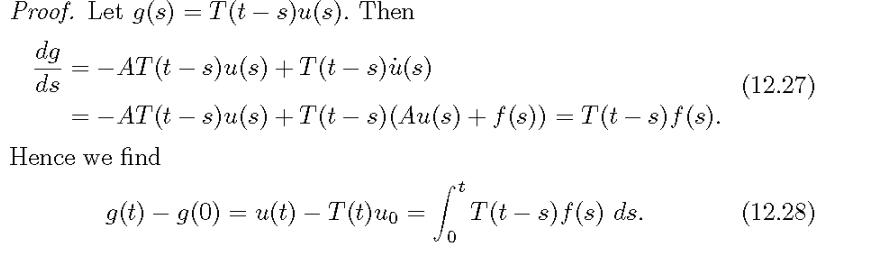 Proof. Let g(s) = T(t − s)u(s). Then
dg/ds = −AT(t − s)u(s) + T(t − s)u̇(s)
= −AT(t − s)u(s) + T(t − s)(Au(s) + f(s)) = T(t − s)f(s).
(12.27)
Hence we find
g(t) − g(0) = u(t) − T(t)u₀ = ∫₀ᵗ T(t − s)f(s) ds. (12.28)